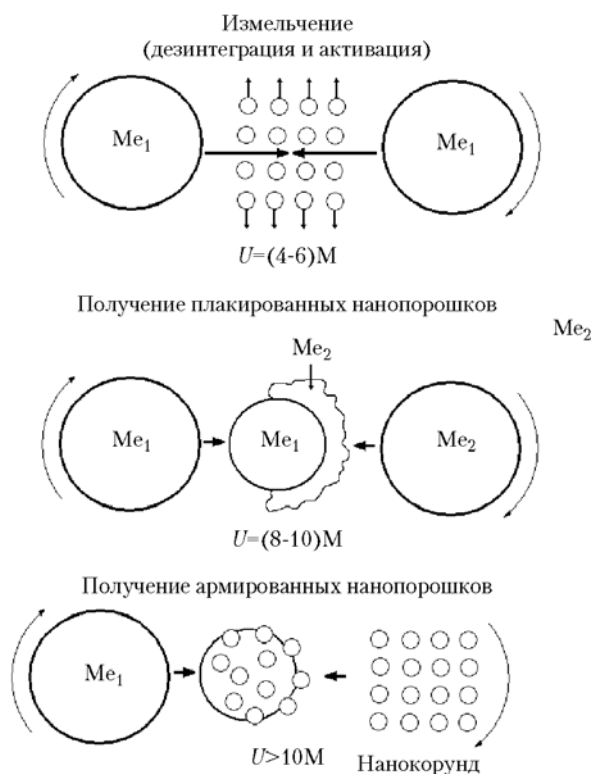 Измельчение
(дезинтеграция и активация)
Me₁ Me₁
U=(4-6)M
Получение плакированных нанопорошков
Me₂
Me₂
Me₁ Me₁ Me₂
U=(8-10)M
Получение армированных нанопорошков
Me₁
U>10M
Нанокорунд